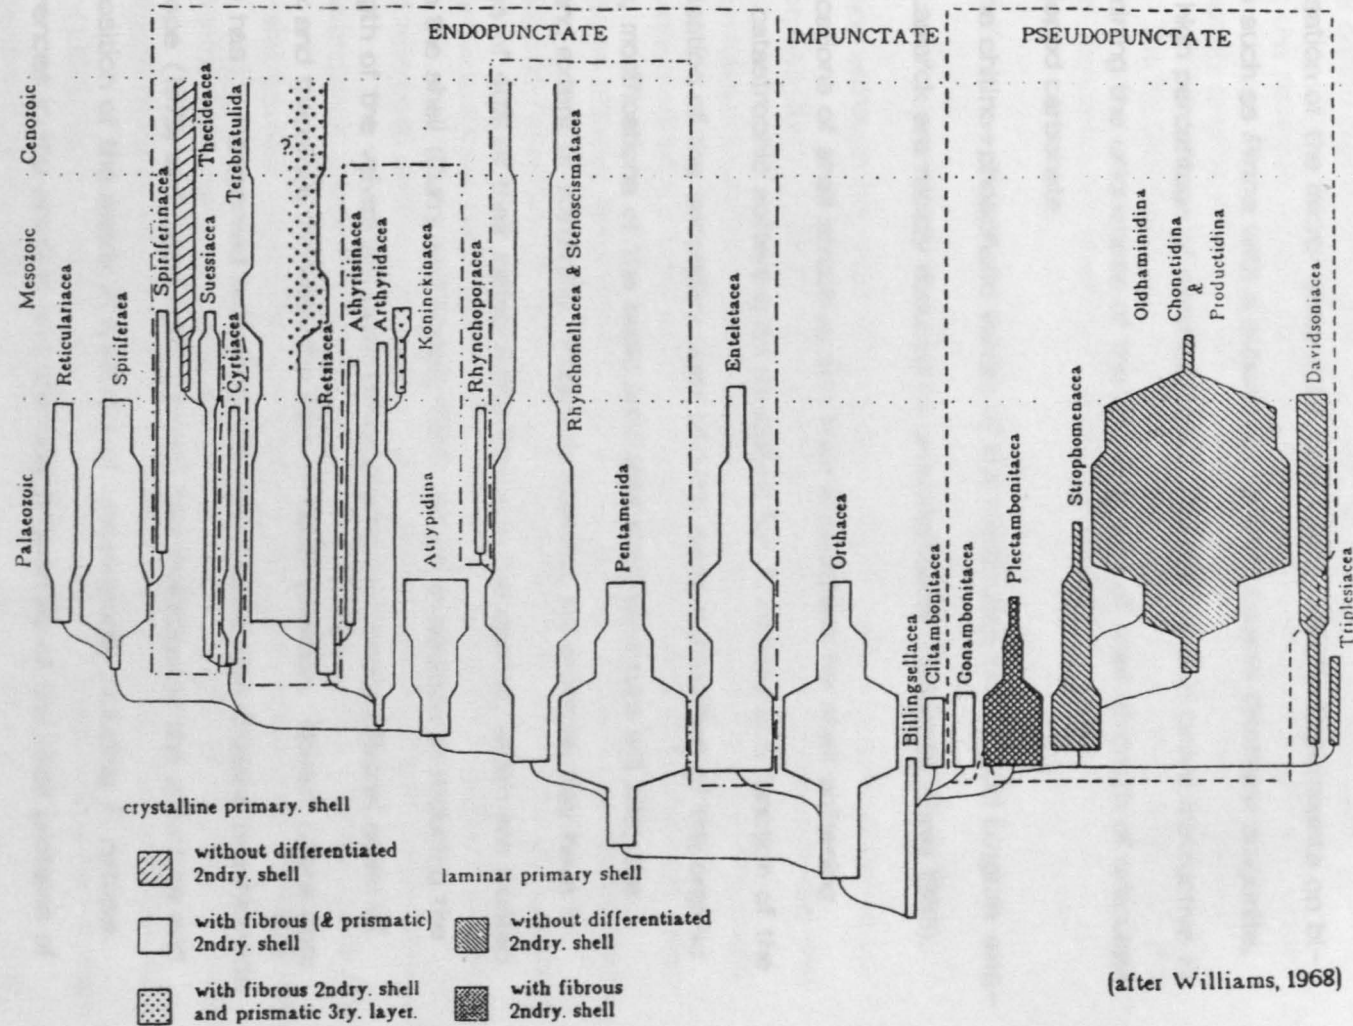 ENDOPUNCTATE
IMPUNCTATE
PSEUDOPUNCTATE
Cenozoic
Mesozoic
Palaeozoic
Reticulariacea
Spiriferaea
Spiriferinacea
Thecideacea
Suessiacea
Terebratulida
Cyrtiacea
?
Retziacea
Athyrisinacea
Arthyridacea
Koninckinacea
Atrypidina
Rhynchoporacea
Rhynchonellacea & Stenoscismatacea
Pentamerida
Enteletacea
Orthacea
Billingsellacea
Clitambonitacea
Gonambonitacea
Plectambonitacea
Strophomenacea
Oldhaminidina
Chonetidina
&
Productidina
Davidsoniacea
Triplesiacea
crystalline primary. shell
without differentiated
2ndry. shell
with fibrous (& prismatic)
2ndry. shell
with fibrous 2ndry. shell
and prismatic 3ry. layer.
laminar primary shell
without differentiated
2ndry. shell
with fibrous
2ndry. shell
(after Williams, 1968)